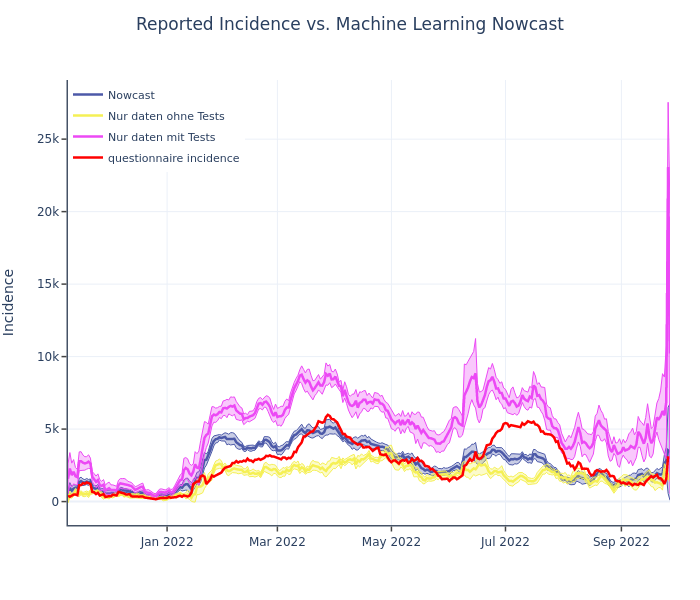 Reported Incidence vs. Machine Learning Nowcast
Nowcast
Nur daten ohne Tests
Nur daten mit Tests
questionnaire incidence
Incidence
25k
20k
15k
10k
5k
0
Jan 2022
Mar 2022
May 2022
Jul 2022
Sep 2022